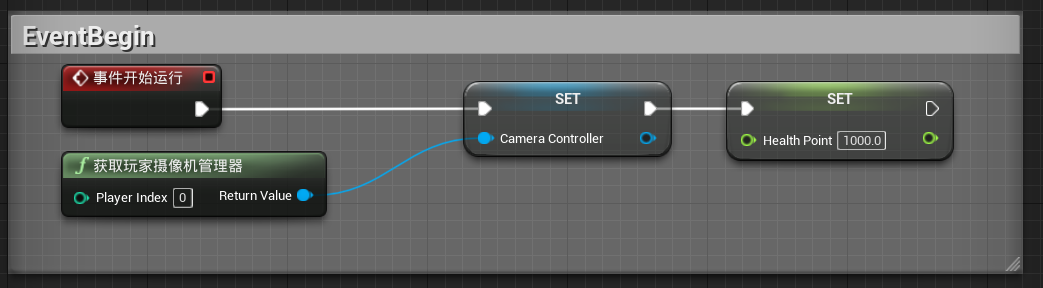 EventBegin
事件开始运行
SET
Camera Controller
SET
Health Point 1000.0
获取玩家摄像机管理器
Player Index 0 Return Value